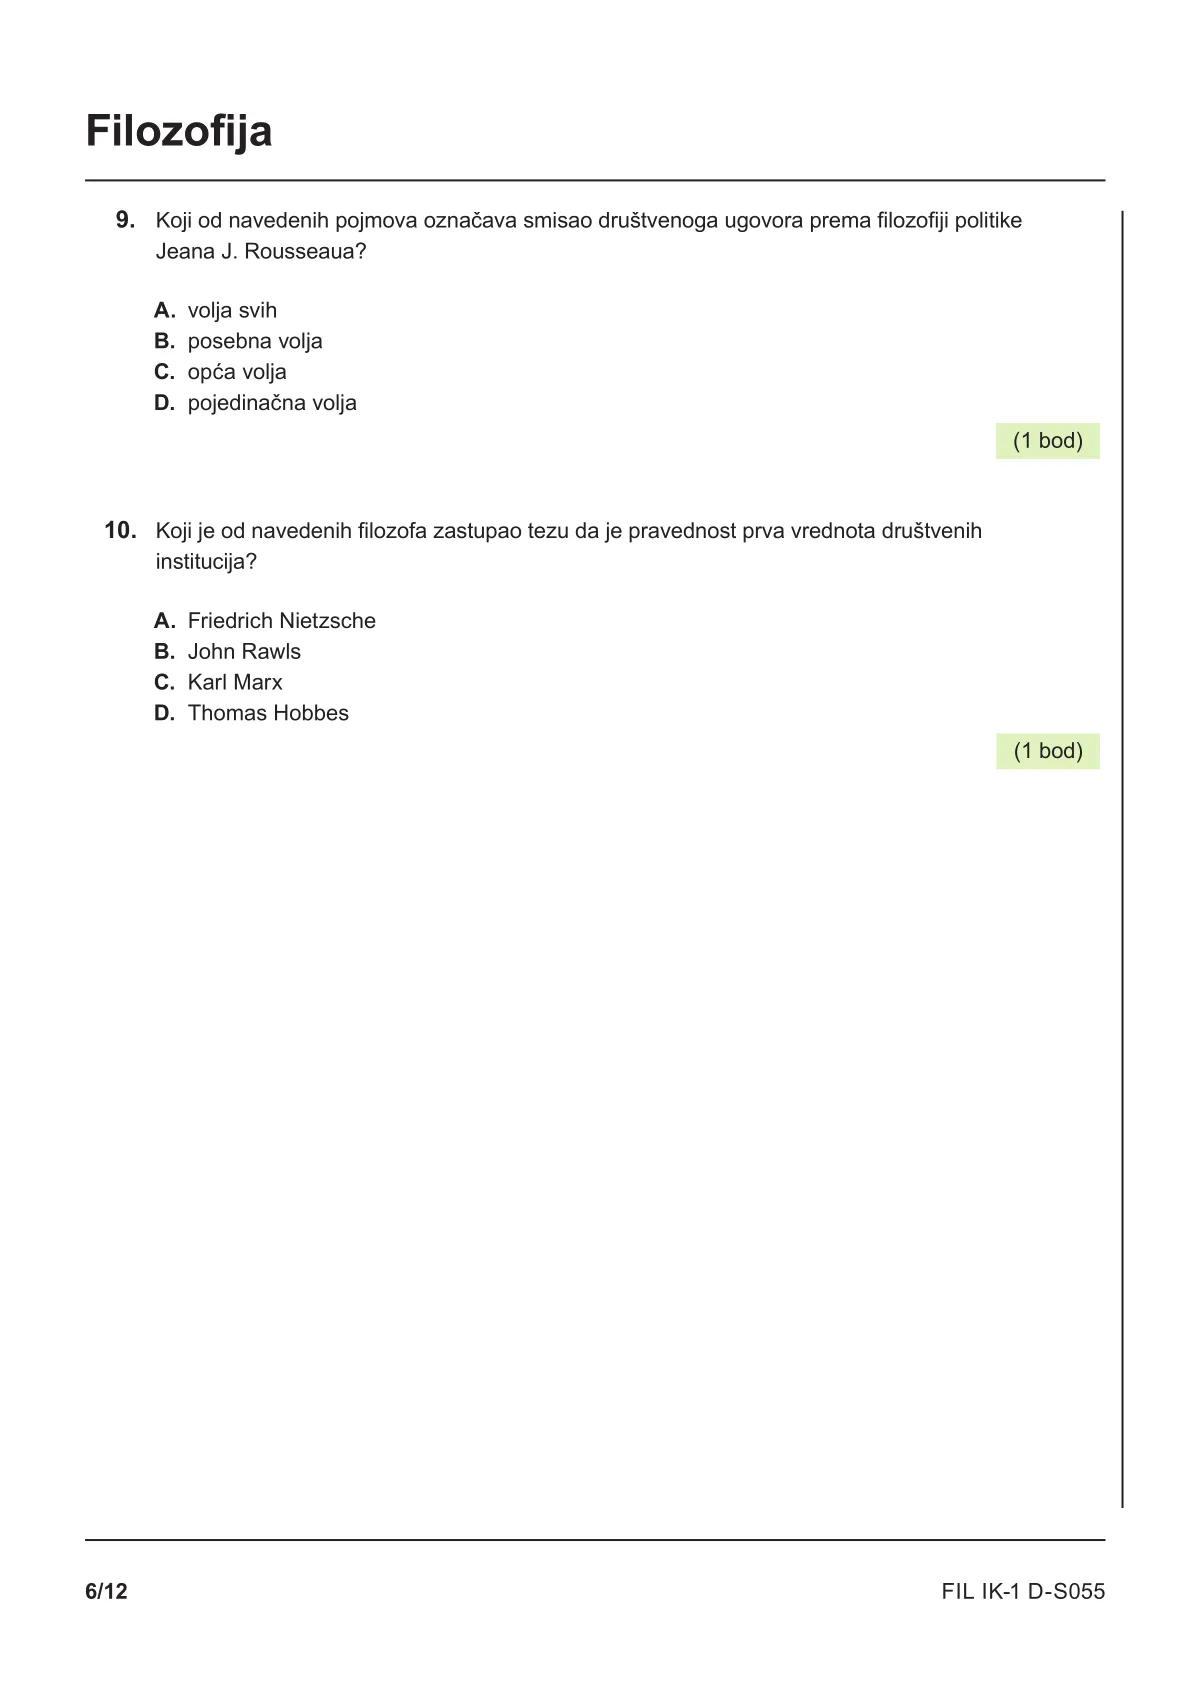 Filozofija
9. Koji od navedenih pojmova označava smisao društvenoga ugovora prema filozofiji politike
Jeana J. Rousseaua?
A. volja svih
B. posebna volja
C. opća volja
D. pojedinačna volja
(1 bod)
10. Koji je od navedenih filozofa zastupao tezu da je pravednost prva vrednota društvenih
institucija?
A. Friedrich Nietzsche
B. John Rawls
C. Karl Marx
D. Thomas Hobbes
(1 bod)
6/12
FIL IK-1 D-S055